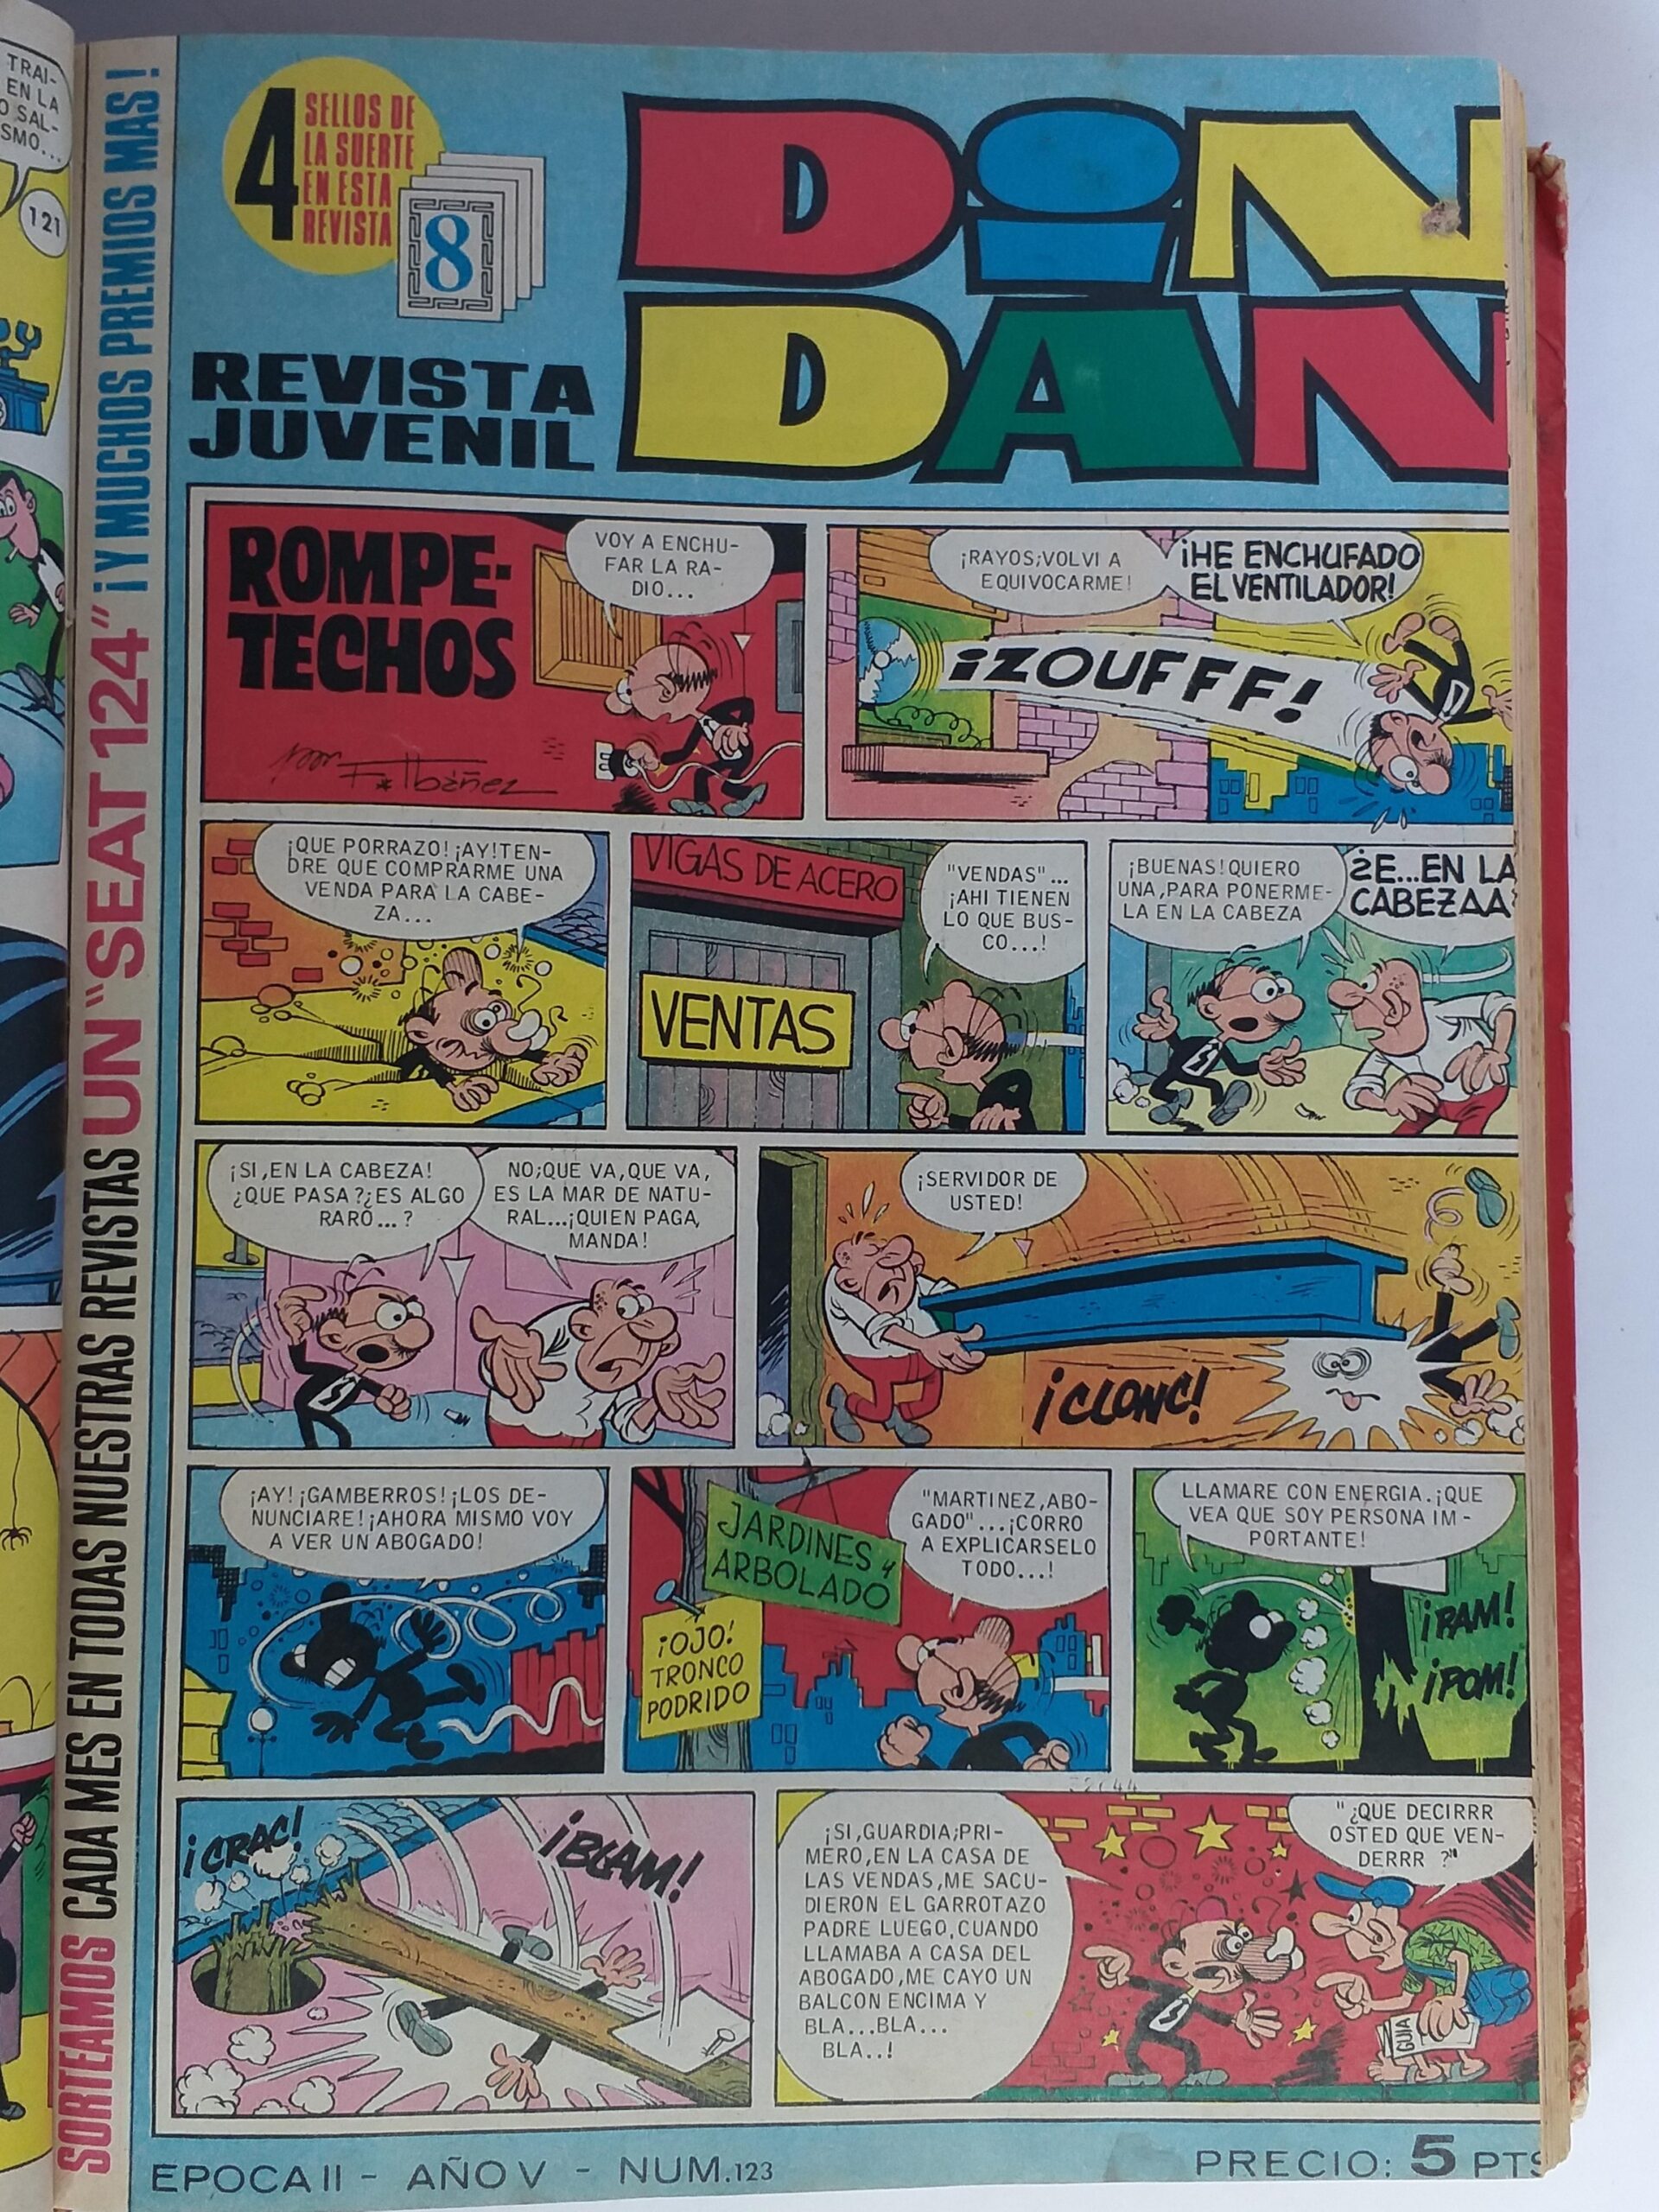 TRAI-
EN LA
O SAL-
SMO...
121
SORTEAMOS CADA MES EN TODAS NUESTRAS REVISTAS UN "SEAT 124" ¡Y MUCHOS PREMIOS MAS!
4
SELLOS DE
LA SUERTE
EN ESTA
REVISTA
8
REVISTA
JUVENIL
DiN
DAN
ROMPE-
TECHOS
por
F. Ibáñez
VOY A ENCHU-
FAR LA RA-
DIO...
¡RAYOS;VOLVI A
EQUIVOCARME!
¡HE ENCHUFADO
EL VENTILADOR!
¡ZOUFFF!
¡QUE PORRAZO! ¡AY!TEN-
DRE QUE COMPRARME UNA
VENDA PARA LA CABE-
ZA...
VIGAS DE ACERO
VENTAS
"VENDAS"...
¡AHI TIENEN
LO QUE BUS-
CO...!
¡BUENAS! QUIERO
UNA,PARA PONERME-
LA EN LA CABEZA
¿E...EN LA
CABEZAA
¡SI,EN LA CABEZA!
¿QUE PASA?¿ES ALGO
RARO...?
NO;QUE VA,QUE VA,
ES LA MAR DE NATU-
RAL...¡QUIEN PAGA,
MANDA!
¡SERVIDOR DE
USTED!
¡CLONC!
¡AY! ¡GAMBERROS! ¡LOS DE-
NUNCIARE! ¡AHORA MISMO VOY
A VER UN ABOGADO!
JARDINES y
ARBOLADO
¡OJO!
TRONCO
PODRIDO
"MARTINEZ,ABO-
GADO"...¡CORRO
A EXPLICARSELO
TODO...!
LLAMARE CON ENERGIA.¡QUE
VEA QUE SOY PERSONA IM-
PORTANTE!
¡PAM!
¡POM!
¡CRAC!
¡BLAM!
¡SI,GUARDIA;PRI-
MERO,EN LA CASA DE
LAS VENDAS,ME SACU-
DIERON EL GARROTAZO
PADRE LUEGO,CUANDO
LLAMABA A CASA DEL
ABOGADO,ME CAYO UN
BALCON ENCIMA Y
BLA...BLA...
BLA..!
"¿QUE DECIRRR
OSTED QUE VEN-
DERRR ?"
GUIA
EPOCA II - AÑO V - NUM.123
PRECIO: 5 PTS